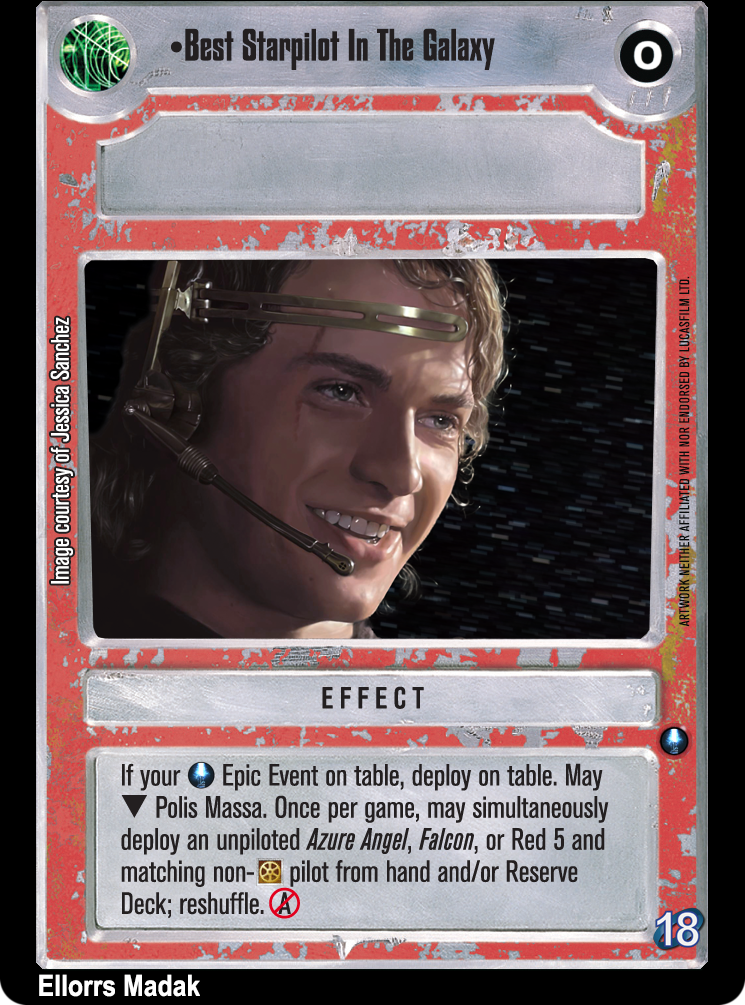 •Best Starpilot In The Galaxy
O
Image courtesy of Jessica Sanchez
ARTWORK NEITHER AFFILIATED WITH NOR ENDORSED BY LUCASFILM LTD.
EFFECT
If your Epic Event on table, deploy on table. May
▼ Polis Massa. Once per game, may simultaneously
deploy an unpiloted Azure Angel, Falcon, or Red 5 and
matching non- pilot from hand and/or Reserve
Deck; reshuffle. A
18
Ellorrs Madak